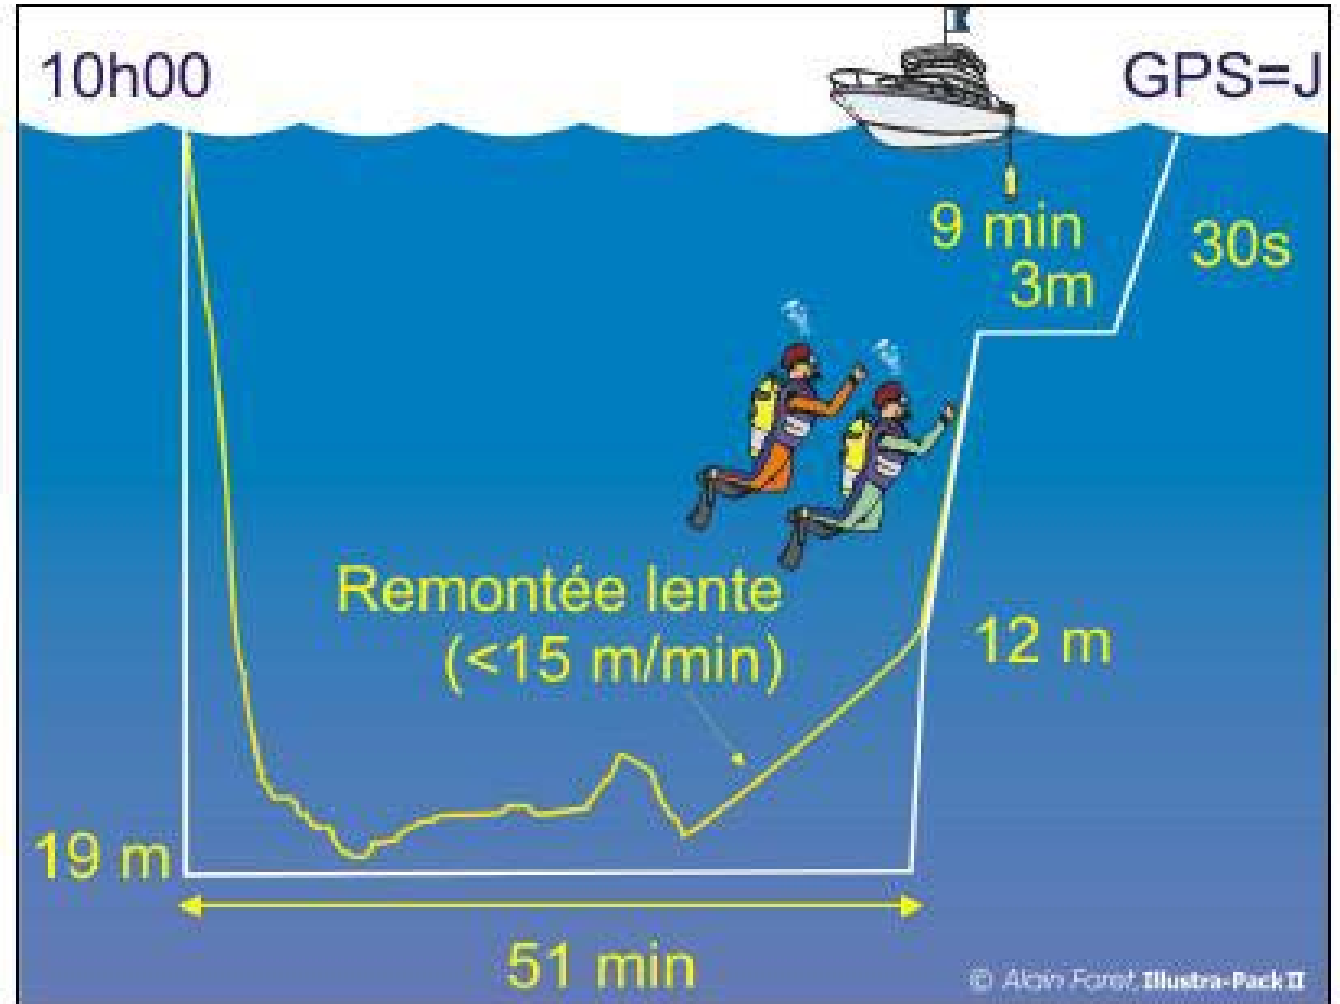 10h00
GPS=J
9 min
3m
30s
Remontée lente
(<15 m/min)
12 m
19 m
51 min
© Alain Foret, Illustra-Pack II